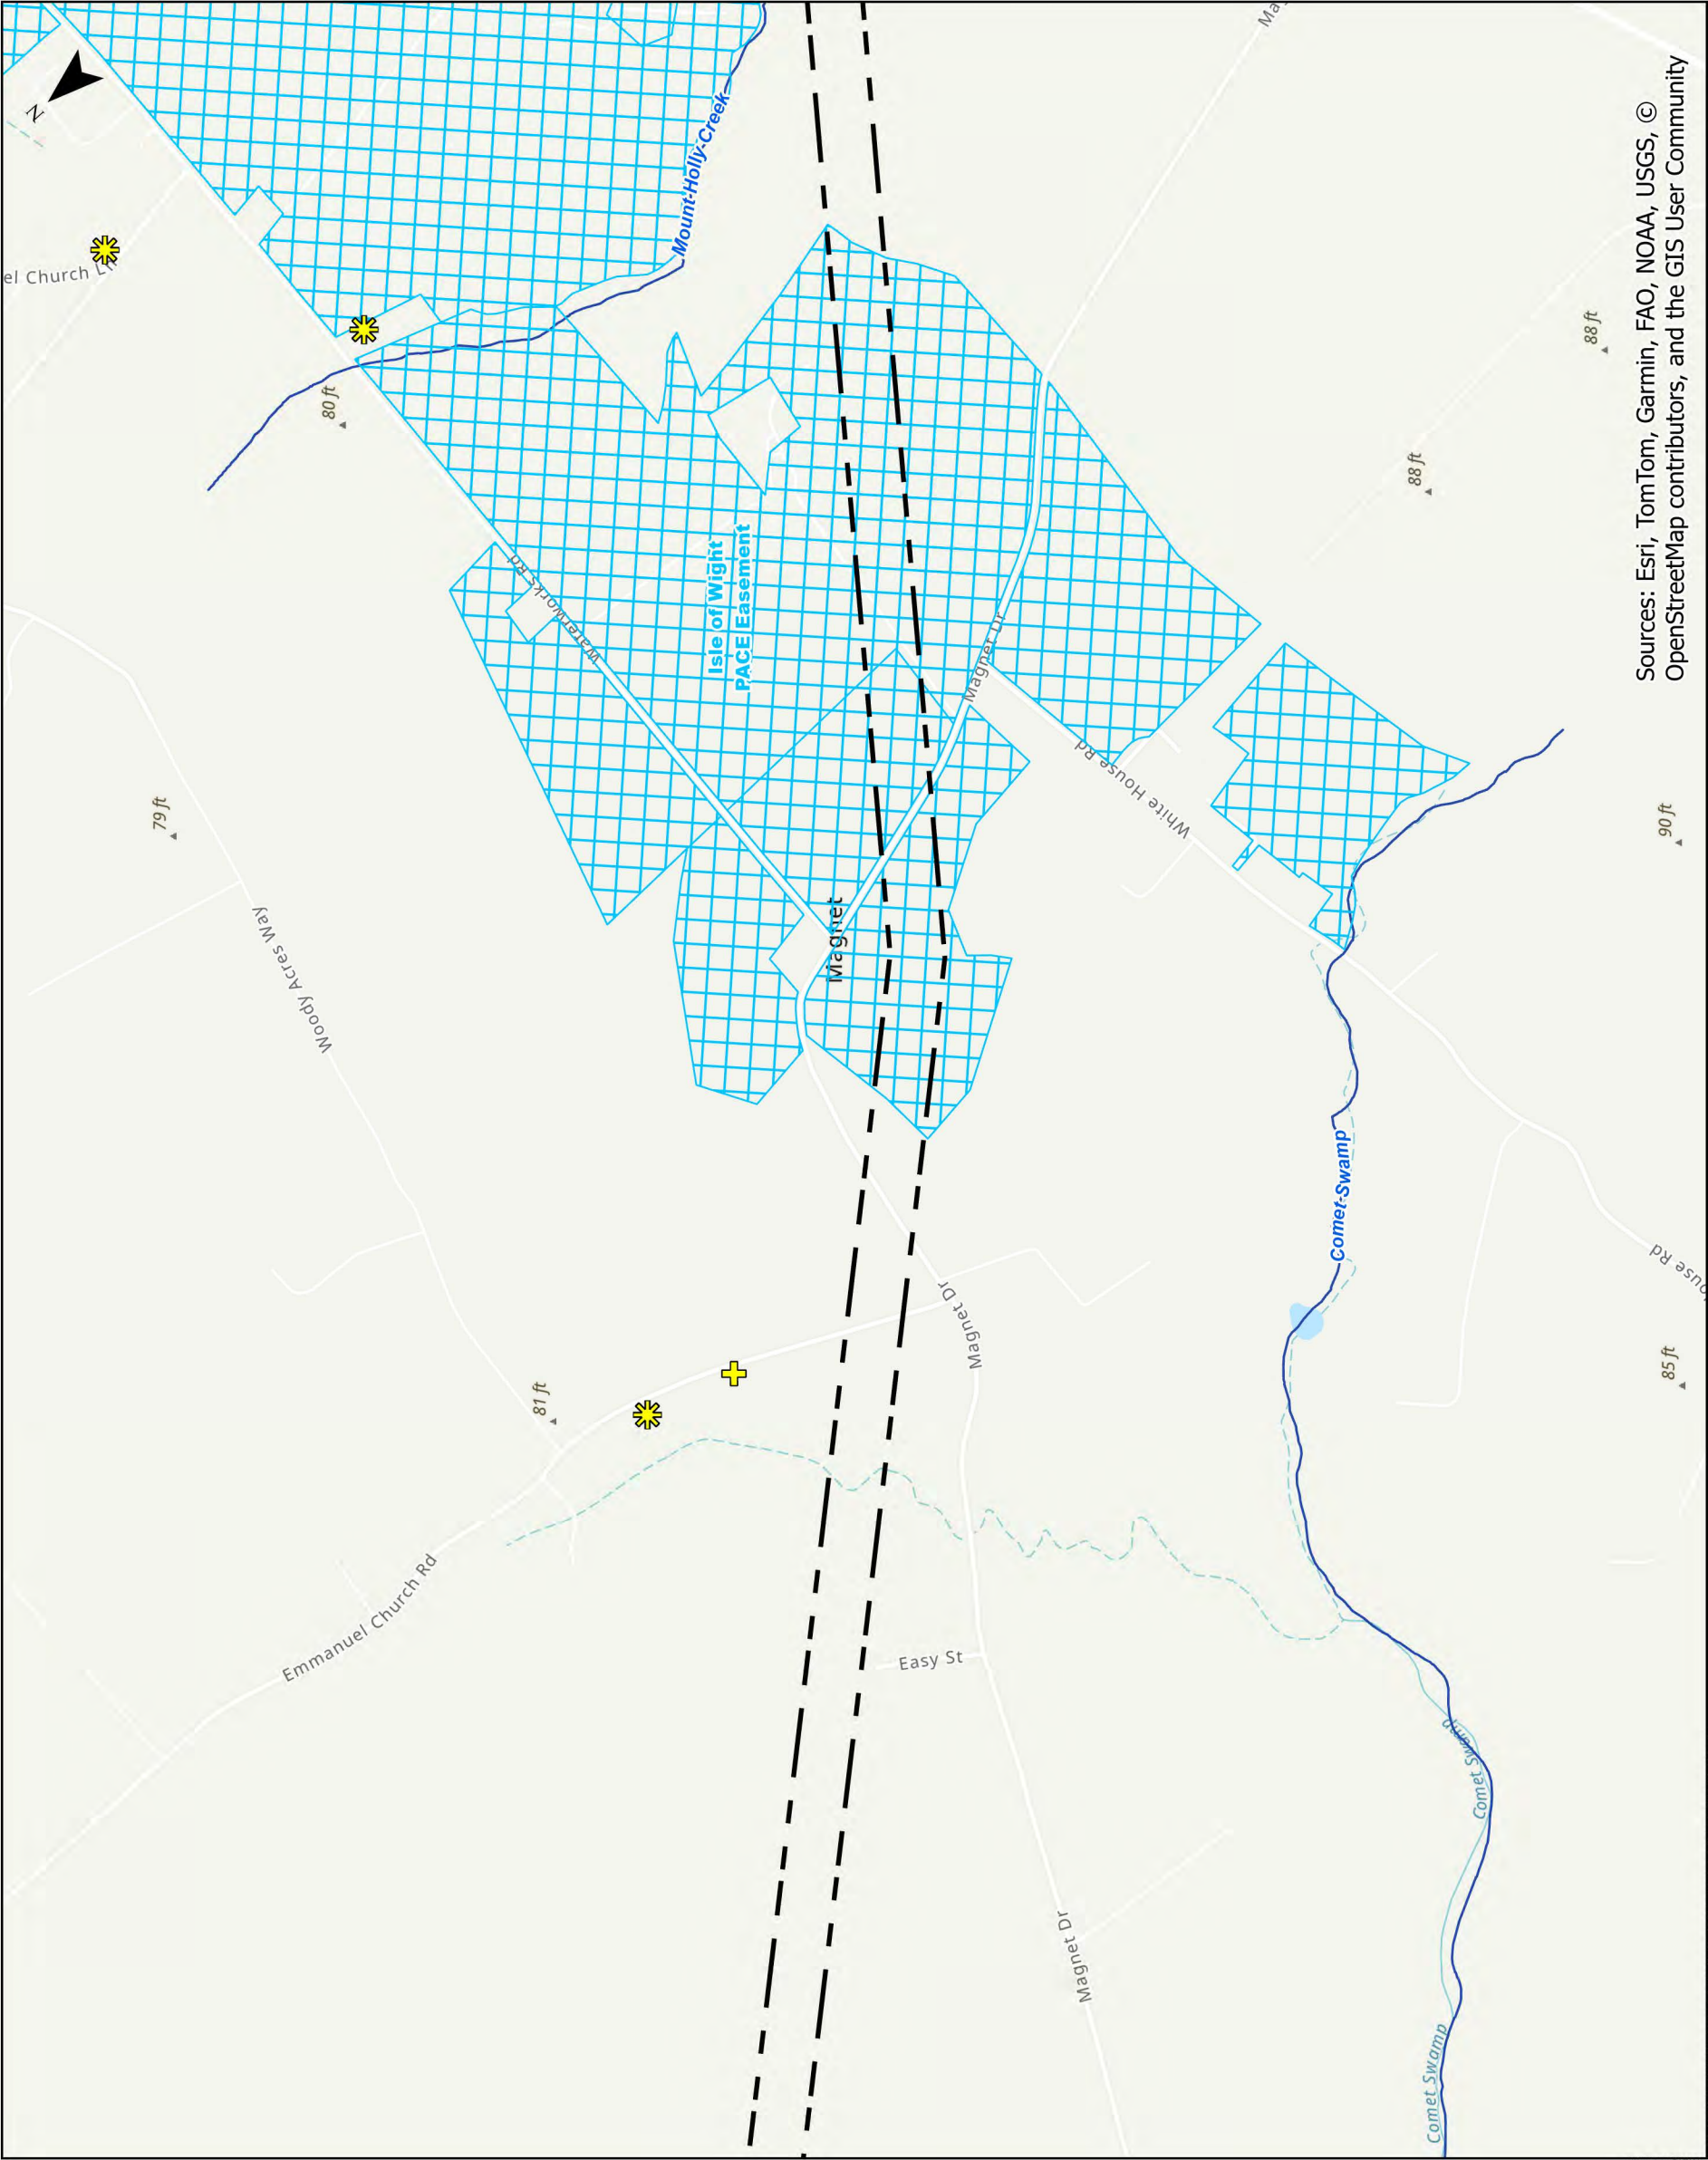 Sources: Esri, TomTom, Garmin, FAO, NOAA, USGS, ©
OpenStreetMap contributors, and the GIS User Community
N
el Church Ln
Mount-Holly-Creek
80 ft
88 ft
88 ft
Waterworks Rd
Isle of Wight
PACE Easement
Magnet Dr
White House Rd
79 ft
90 ft
Woody Acres Way
Magnet
Comet-Swamp
House Rd
Magnet Dr
81 ft
85 ft
Emmanuel Church Rd
Easy St
Comet Swamp
Magnet Dr
Comet Swamp